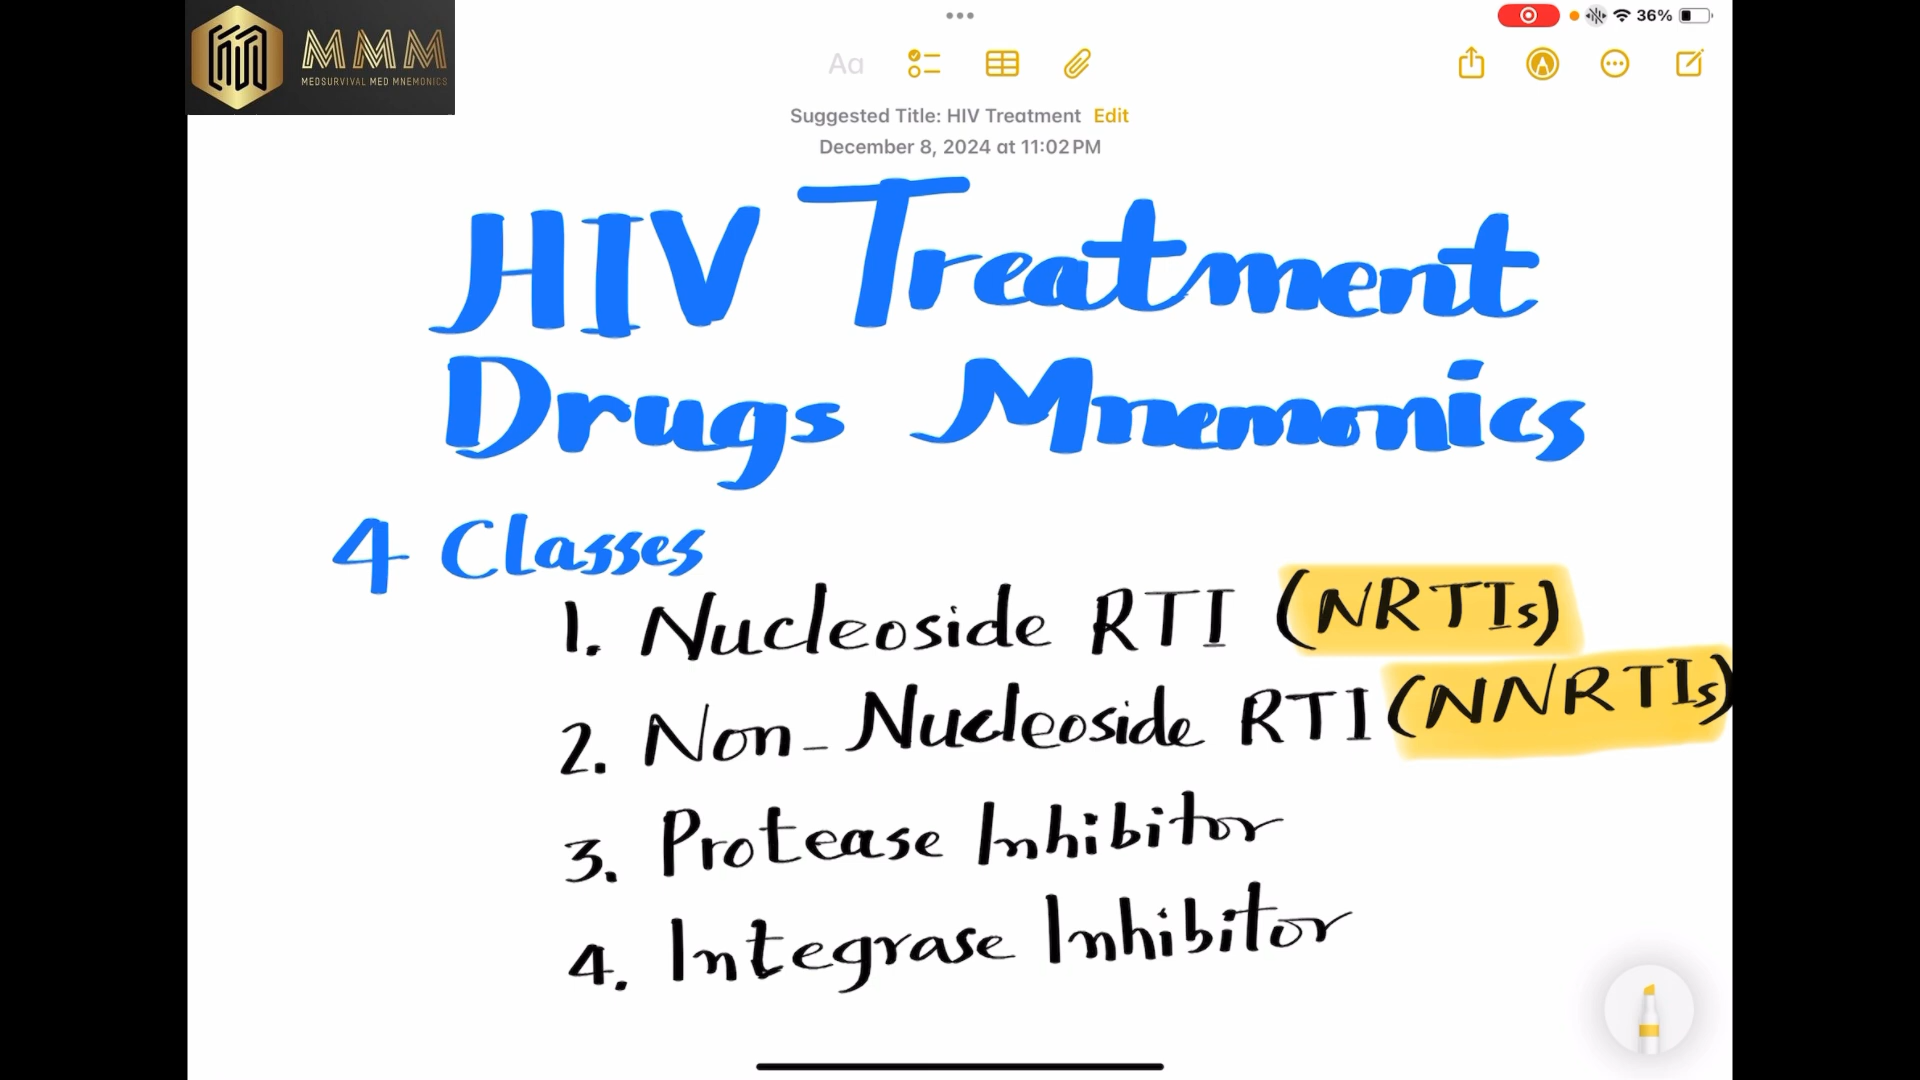 MMM
MEDSURVIVAL MED MNEMONICS
36%
Aa
Suggested Title: HIV Treatment Edit
December 8, 2024 at 11:02 PM
HIV Treatment
Drugs Mnemonics
4 Classes
1. Nucleoside RTI (NRTIs)
2. Non-Nucleoside RTI (NNRTIs)
3. Protease Inhibitor
4. Integrase Inhibitor